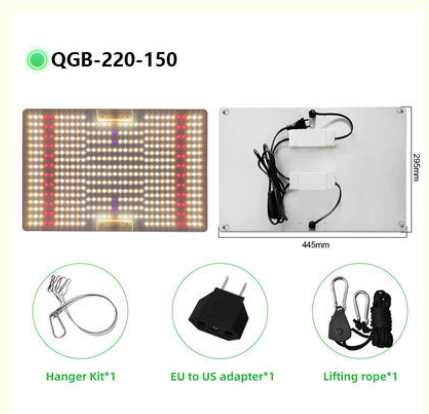 QGB-220-150
295mm
445mm
Hanger Kit*1
EU to US adapter*1
Lifting rope*1